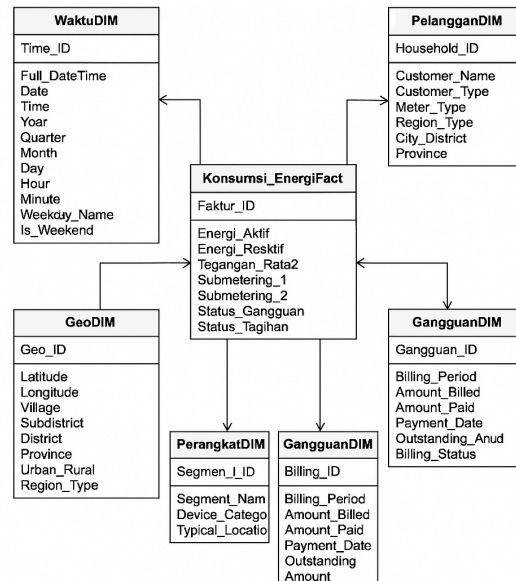 WaktuDIM
Time_ID
Full_DateTime
Date
Time
Yoar
Quarter
Month
Day
Hour
Minute
Weekday_Name
Is_Weekend
PelangganDIM
Household_ID
Customer_Name
Customer_Type
Meter_Type
Region_Type
City_District
Province
Konsumsi_EnergiFact
Faktur_ID
Energi_Aktif
Energi_Resktif
Tegangan_Rata2
Submetering_1
Submetering_2
Status_Gangguan
Status_Tagihan
GeoDIM
Geo_ID
Latitude
Longitude
Village
Subdistrict
District
Province
Urban_Rural
Region_Type
GangguanDIM
Gangguan_ID
Billing_Period
Amount_Billed
Amount_Paid
Payment_Date
Outstanding_Anud
Billing_Status
PerangkatDIM
Segmen_I_ID
Segment_Nam
Device_Catego
Typical_Locatio
GangguanDIM
Billing_ID
Billing_Period
Amount_Billed
Amount_Paid
Payment_Date
Outstanding
Amount